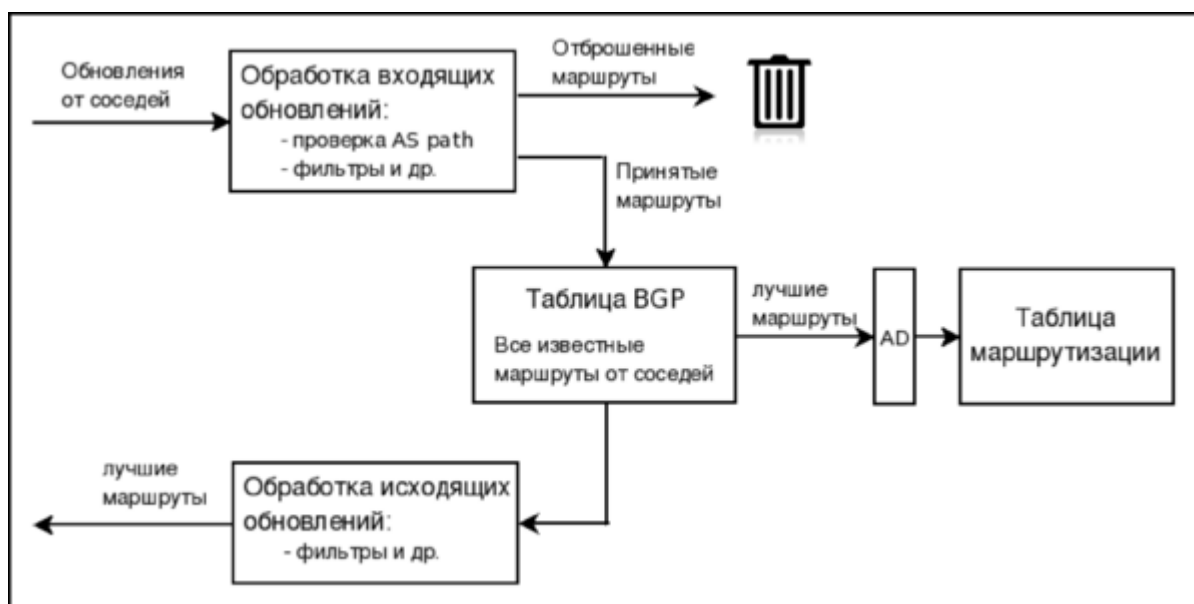 Обновления
от соседей
Обработка входящих
обновлений:
- проверка AS path
- фильтры и др.
Отброшенные
маршруты
Принятые
маршруты
Таблица BGP
Все известные
маршруты от соседей
лучшие
маршруты
AD
Таблица
маршрутизации
лучшие
маршруты
Обработка исходящих
обновлений:
- фильтры и др.